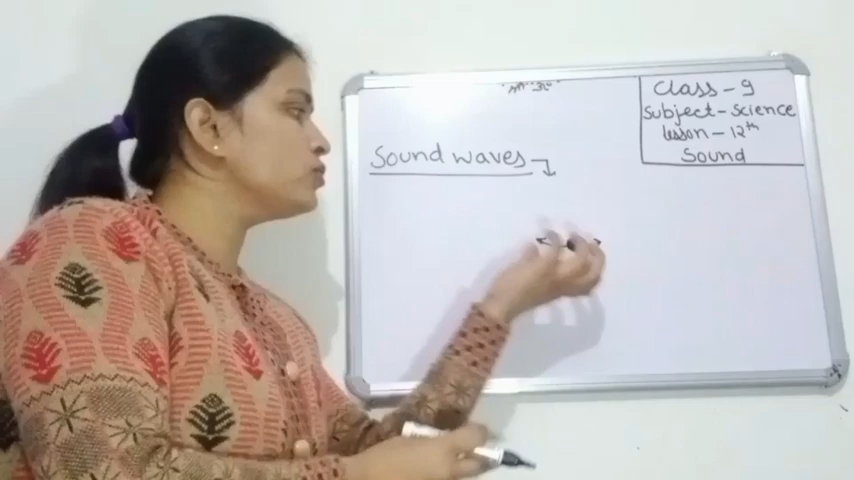 Class - 9
Subject - Science
lesson - 12th
Sound
Sound waves